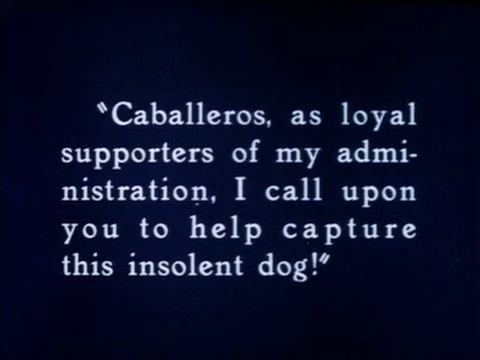 "Caballeros, as loyal
supporters of my admi-
nistration, I call upon
you to help capture
this insolent dog!"